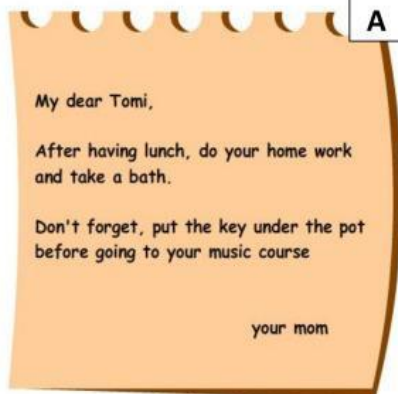 A
My dear Tomi,
After having lunch, do your home work
and take a bath.
Don't forget, put the key under the pot
before going to your music course
your mom